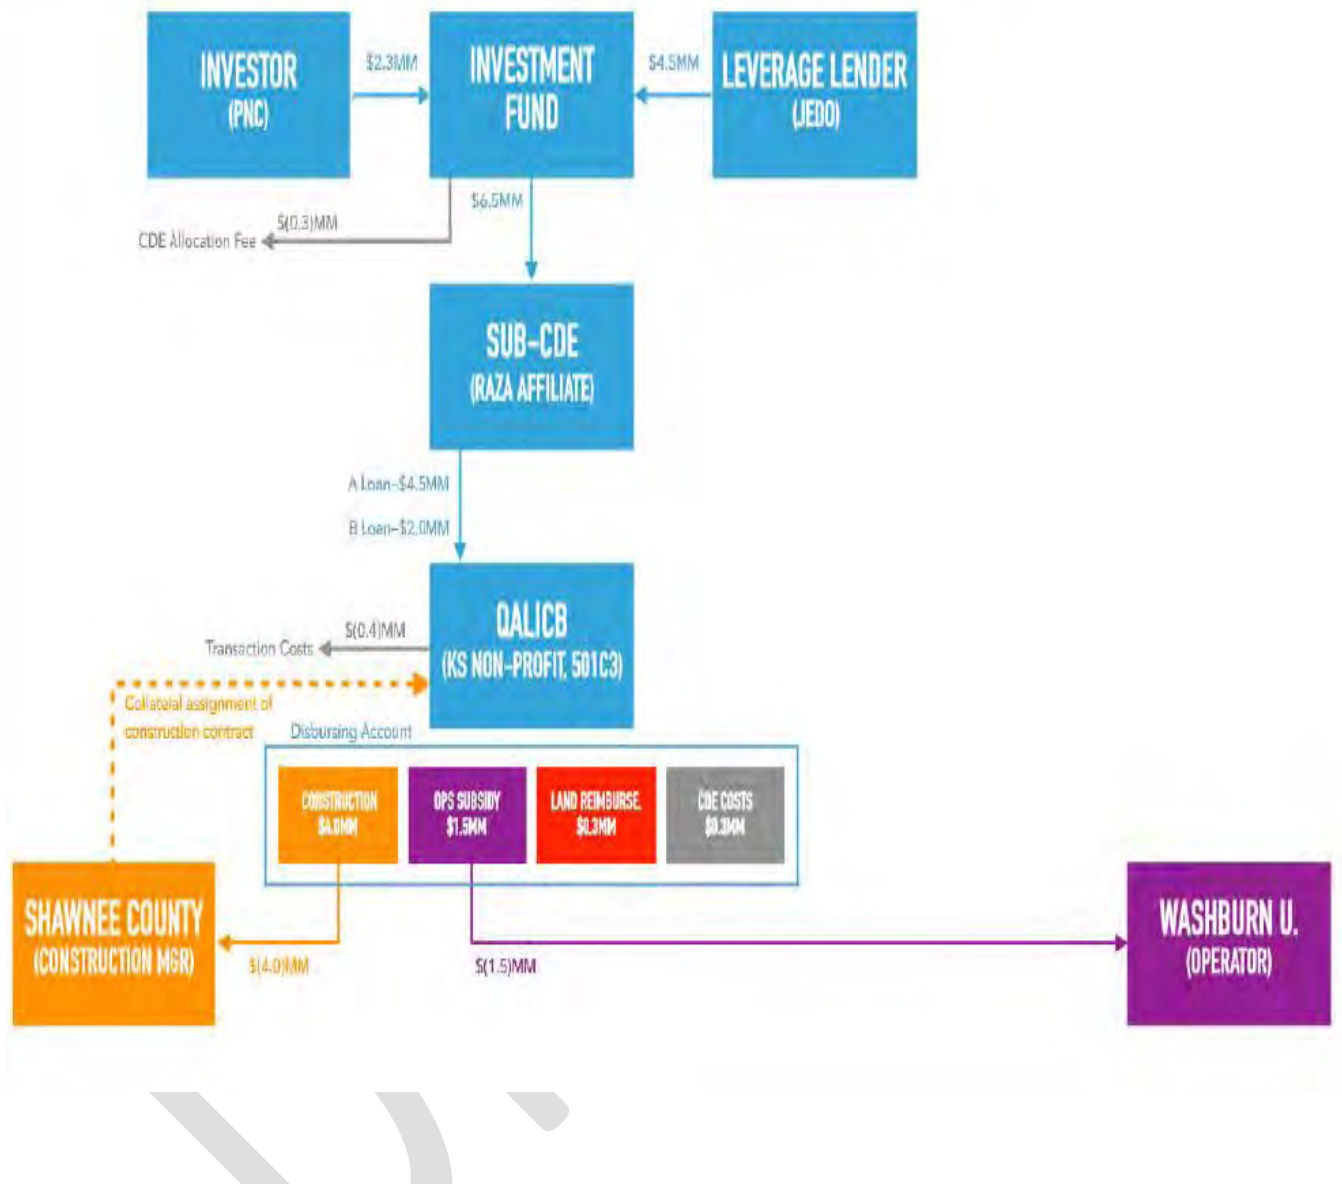 INVESTOR
(PNC)
$2.3MM
INVESTMENT
FUND
$4.5MM
LEVERAGE LENDER
(JEDO)
$(0.3)MM
CDE Allocation Fee
$6.5MM
SUB-CDE
(RAZA AFFILIATE)
A Loan-$4.5MM
B Loan-$2.0MM
QALICB
(KS NON-PROFIT, 501C3)
$(0.4)MM
Transaction Costs
Collateral assignment of
construction contract
Disbursing Account
CONSTRUCTION
$4.0MM
OPS SUBSIDY
$1.5MM
LAND REIMBURSE.
$0.3MM
CDE COSTS
$0.3MM
SHAWNEE COUNTY
(CONSTRUCTION MGR)
$(4.0)MM
$(1.5)MM
WASHBURN U.
(OPERATOR)